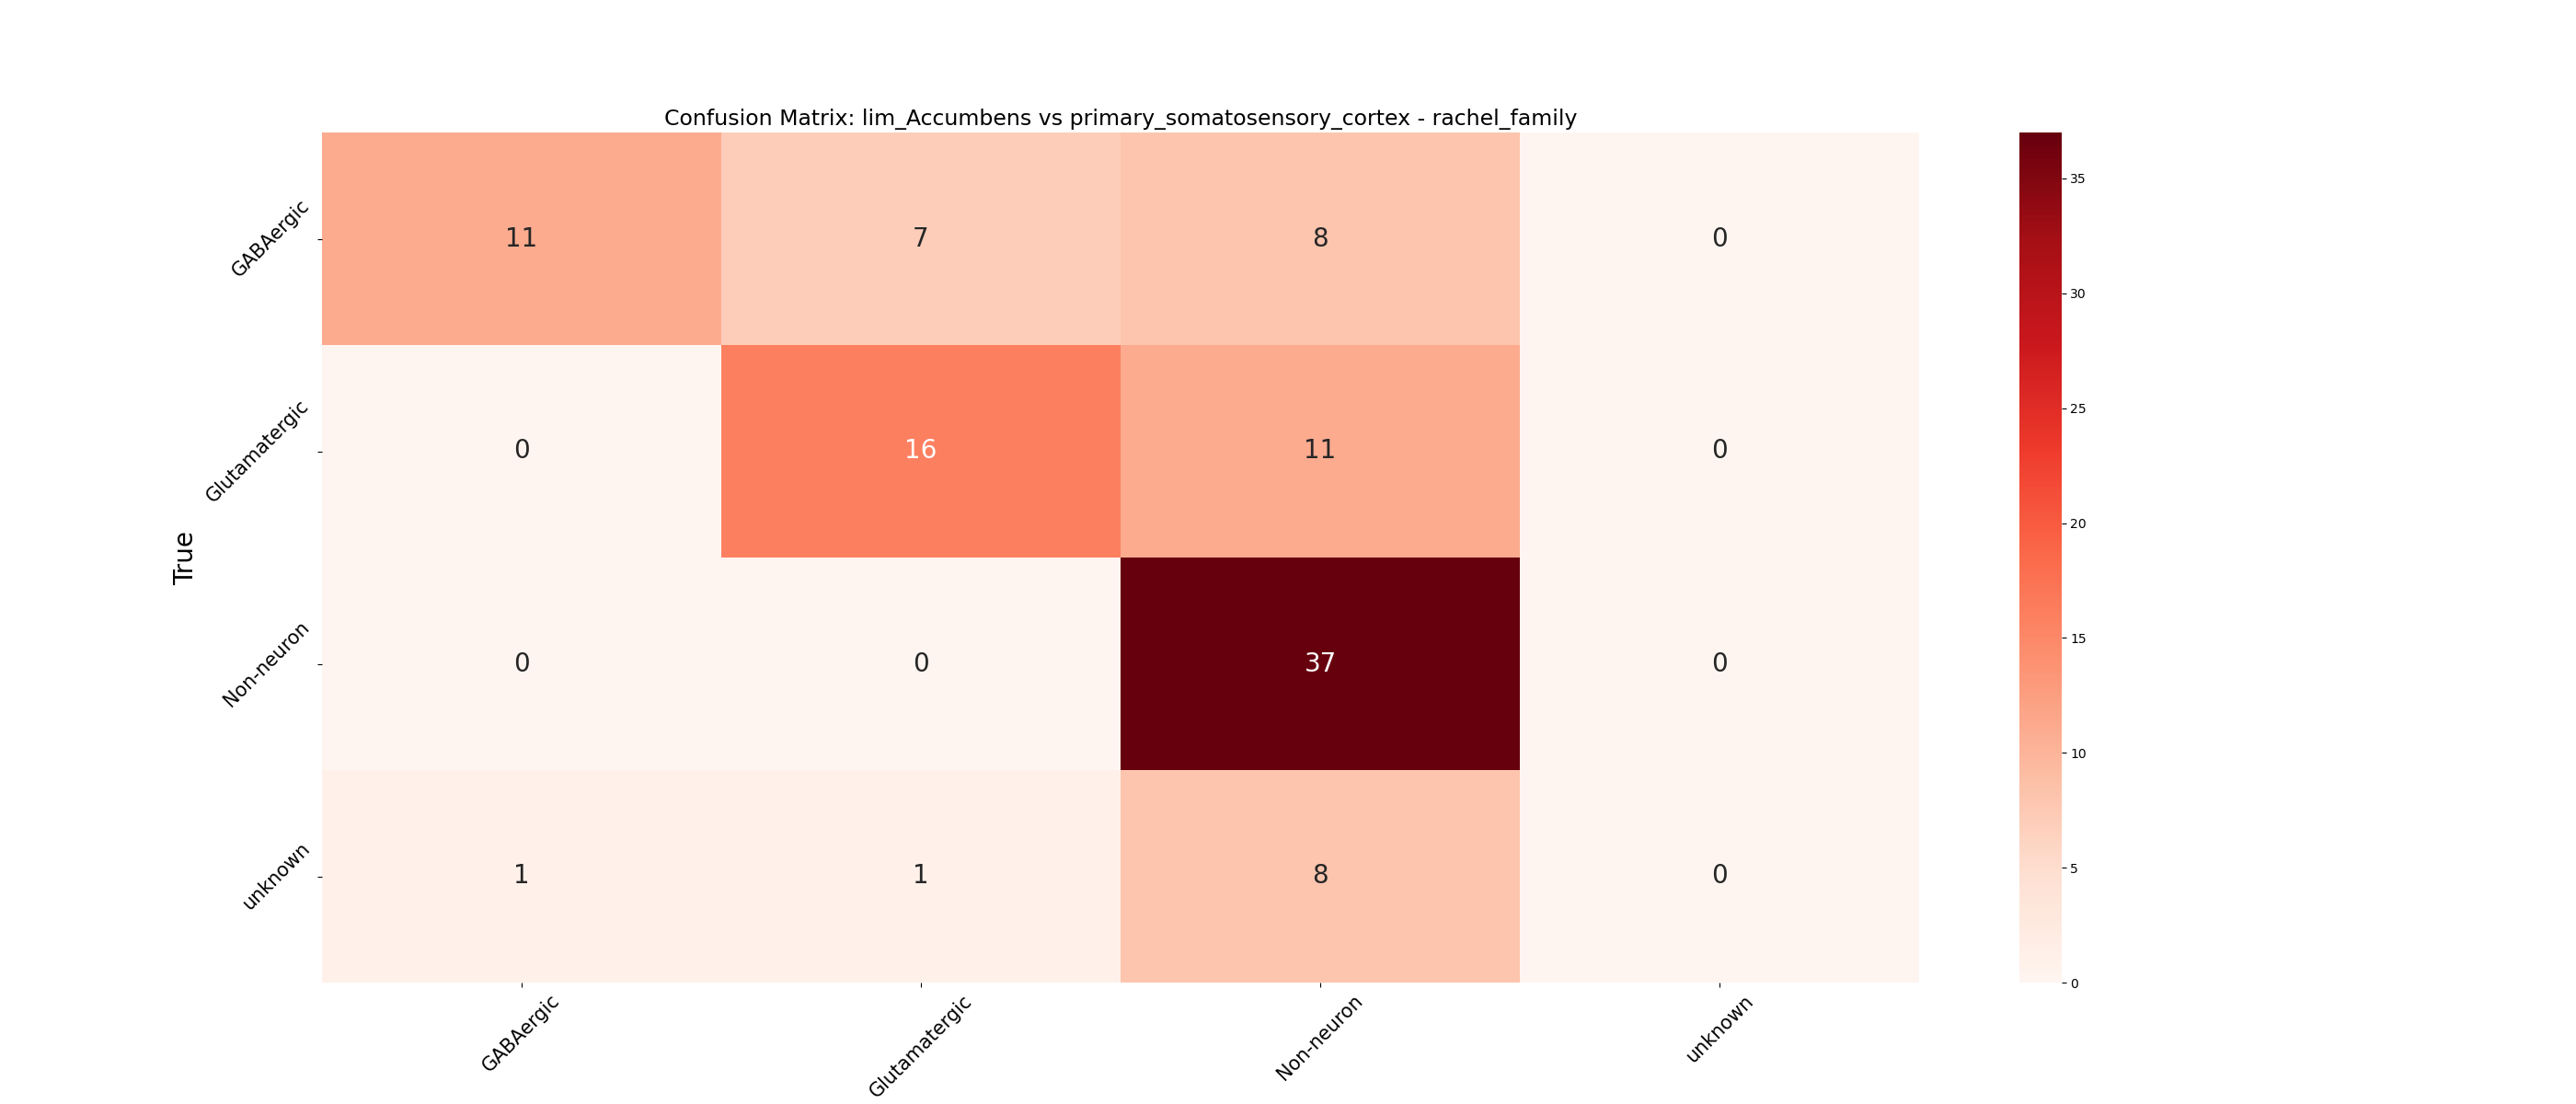 Confusion Matrix: lim_Accumbens vs primary_somatosensory_cortex - rachel_family
GABAergic
11 7 8 0
Glutamatergic
0 16 11 0
True
Non-neuron
0 0 37 0
unknown
1 1 8 0
GABAergic
Glutamatergic
Non-neuron
unknown
35
30
25
20
15
10
5
0